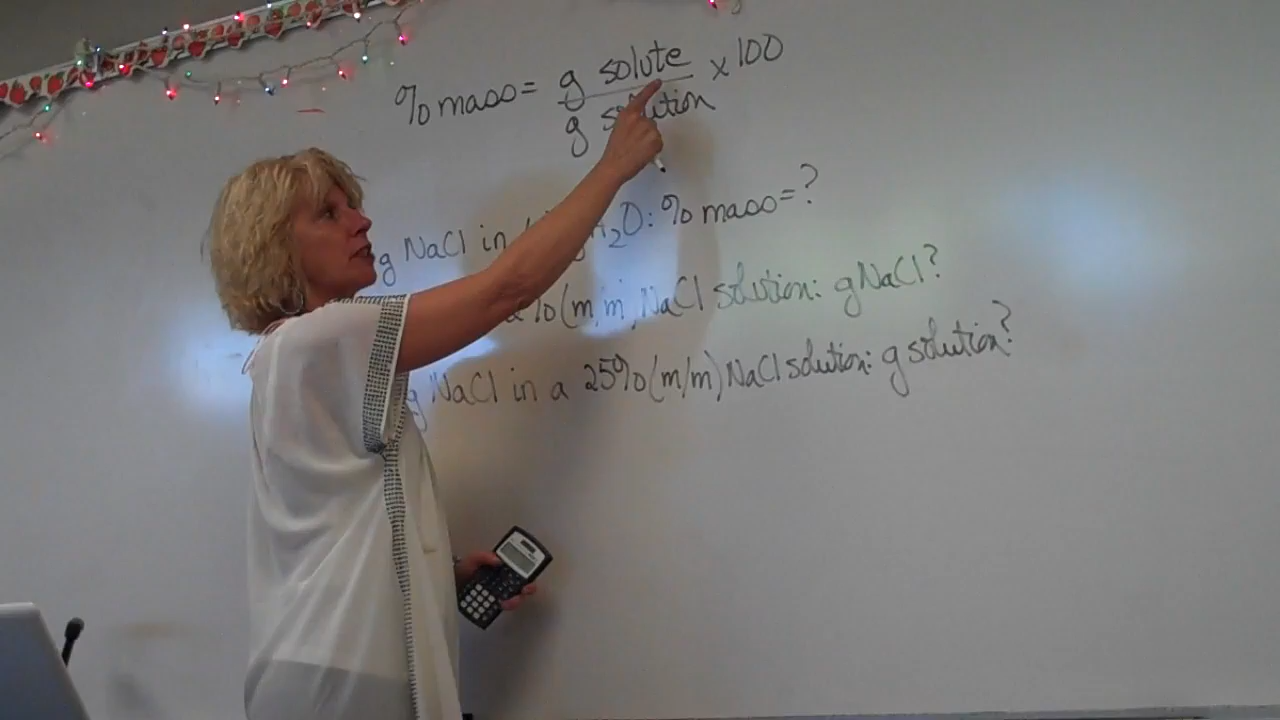 % mass = g solute / g solution x 100
g NaCl in H₂O: % mass = ?
% (m/m) NaCl solution: g NaCl?
g NaCl in a 25% (m/m) NaCl solution: g solution?